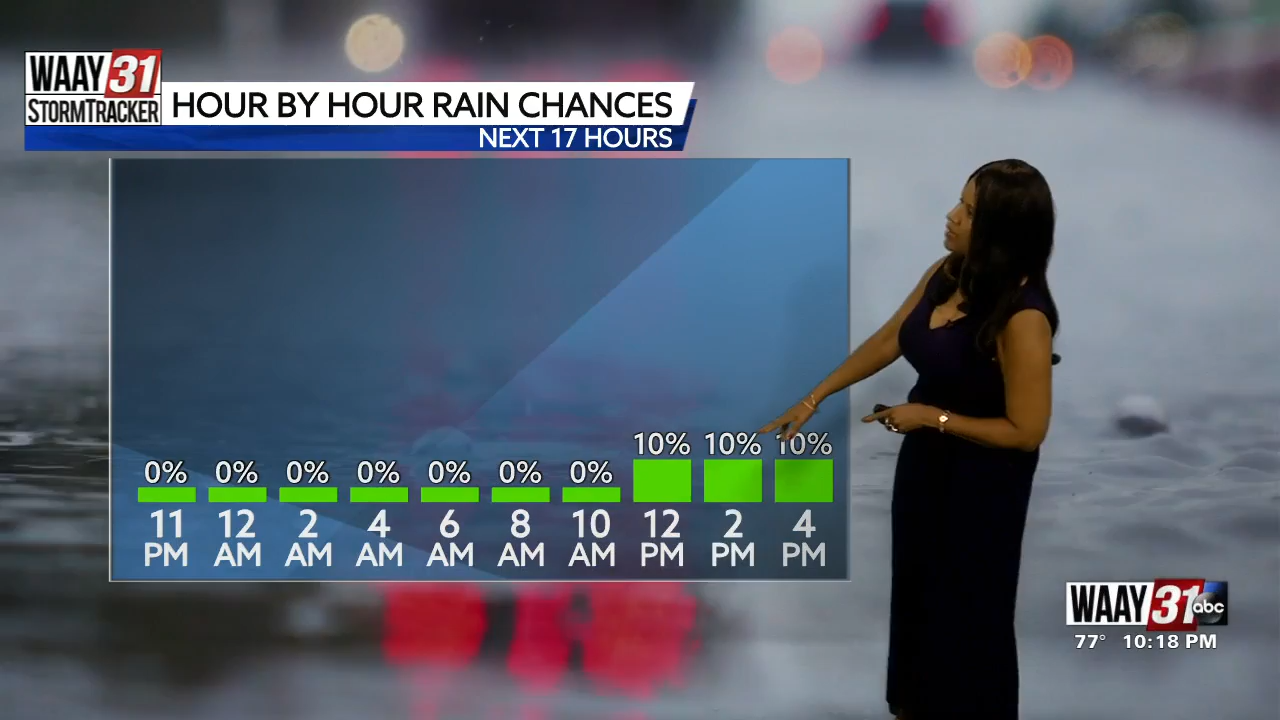 WAAY 31
STORMTRACKER
HOUR BY HOUR RAIN CHANCES
NEXT 17 HOURS
0% 0% 0% 0% 0% 0% 0% 10% 10% 10%
11 12 2 4 6 8 10 12 2 4
PM AM AM AM AM AM AM PM PM PM
WAAY 31 abc
77° 10:18 PM